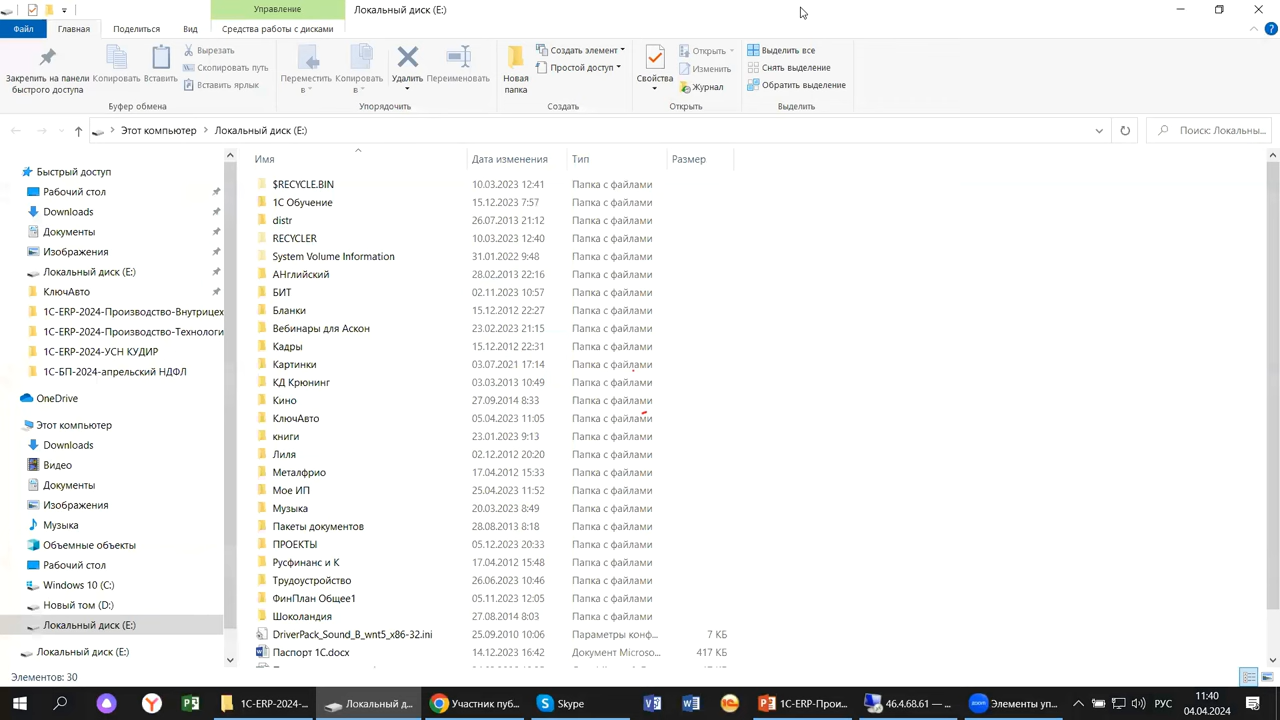 Управление
Локальный диск (E:)
Файл
Главная
Поделиться
Вид
Средства работы с дисками
Закрепить на панели быстрого доступа
Копировать
Вставить
Вырезать
Скопировать путь
Вставить ярлык
Буфер обмена
Переместить в
Копировать в
Удалить
Переименовать
Упорядочить
Новая папка
Создать элемент
Простой доступ
Создать
Свойства
Открыть
Изменить
Журнал
Открыть
Выделить все
Снять выделение
Обратить выделение
Выделить
Этот компьютер > Локальный диск (E:)
Поиск: Локальны...
Быстрый доступ
Рабочий стол
Downloads
Документы
Изображения
Локальный диск (E:)
КлючАвто
1С-ERP-2024-Производство-Внутрицех
1С-ERP-2024-Производство-Технологи
1С-ERP-2024-УСН КУДИР
1С-БП-2024-апрельский НДФЛ
OneDrive
Этот компьютер
Downloads
Видео
Документы
Изображения
Музыка
Объемные объекты
Рабочий стол
Windows 10 (C:)
Новый том (D:)
Локальный диск (E:)
Локальный диск (E:)
Имя Дата изменения Тип Размер
$RECYCLE.BIN 10.03.2023 12:41 Папка с файлами
1С Обучение 15.12.2023 7:57 Папка с файлами
distr 26.07.2013 21:12 Папка с файлами
RECYCLER 10.03.2023 12:40 Папка с файлами
System Volume Information 31.01.2022 9:48 Папка с файлами
АНглийский 28.02.2013 22:16 Папка с файлами
БИТ 02.11.2023 10:57 Папка с файлами
Бланки 15.12.2012 22:27 Папка с файлами
Вебинары для Аскон 23.02.2023 21:15 Папка с файлами
Кадры 15.12.2012 22:31 Папка с файлами
Картинки 03.07.2021 17:14 Папка с файлами
КД Крюнинг 03.03.2013 10:49 Папка с файлами
Кино 27.09.2014 8:33 Папка с файлами
КлючАвто 05.04.2023 11:05 Папка с файлами
книги 23.01.2023 9:13 Папка с файлами
Лиля 02.12.2012 20:20 Папка с файлами
Металфрио 17.04.2012 15:33 Папка с файлами
Мое ИП 25.04.2023 11:52 Папка с файлами
Музыка 20.03.2023 8:49 Папка с файлами
Пакеты документов 28.08.2013 8:18 Папка с файлами
ПРОЕКТЫ 05.12.2023 20:33 Папка с файлами
Русфинанс и К 17.04.2012 15:48 Папка с файлами
Трудоустройство 26.06.2023 10:46 Папка с файлами
ФинПлан Общее1 05.11.2023 12:05 Папка с файлами
Шоколандия 27.08.2014 8:03 Папка с файлами
DriverPack_Sound_B_wnt5_x86-32.ini 25.09.2010 10:06 Параметры конф... 7 КБ
Паспорт 1С.docx 14.12.2023 16:42 Документ Microso... 417 КБ
Элементов: 30
1С-ERP-2024-...
Локальный д...
Участник пуб...
Skype
1С-ERP-Прои...
46.4.68.61 — ...
Элементы уп...
РУС
11:40
04.04.2024